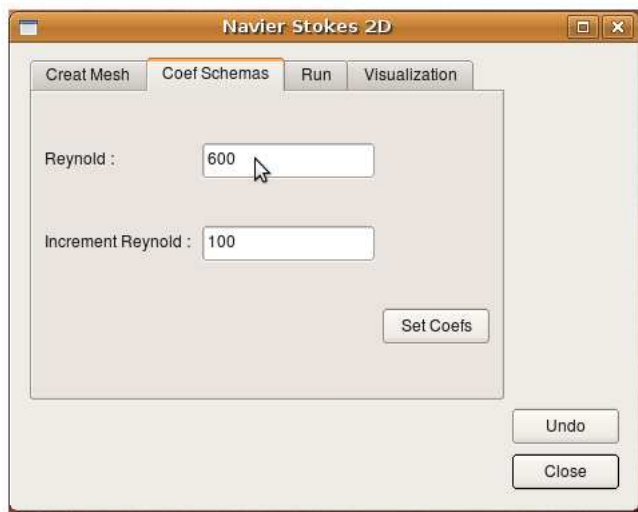 Navier Stokes 2D
Creat Mesh Coef Schemas Run Visualization
Reynold : 600
Increment Reynold : 100
Set Coefs
Undo
Close